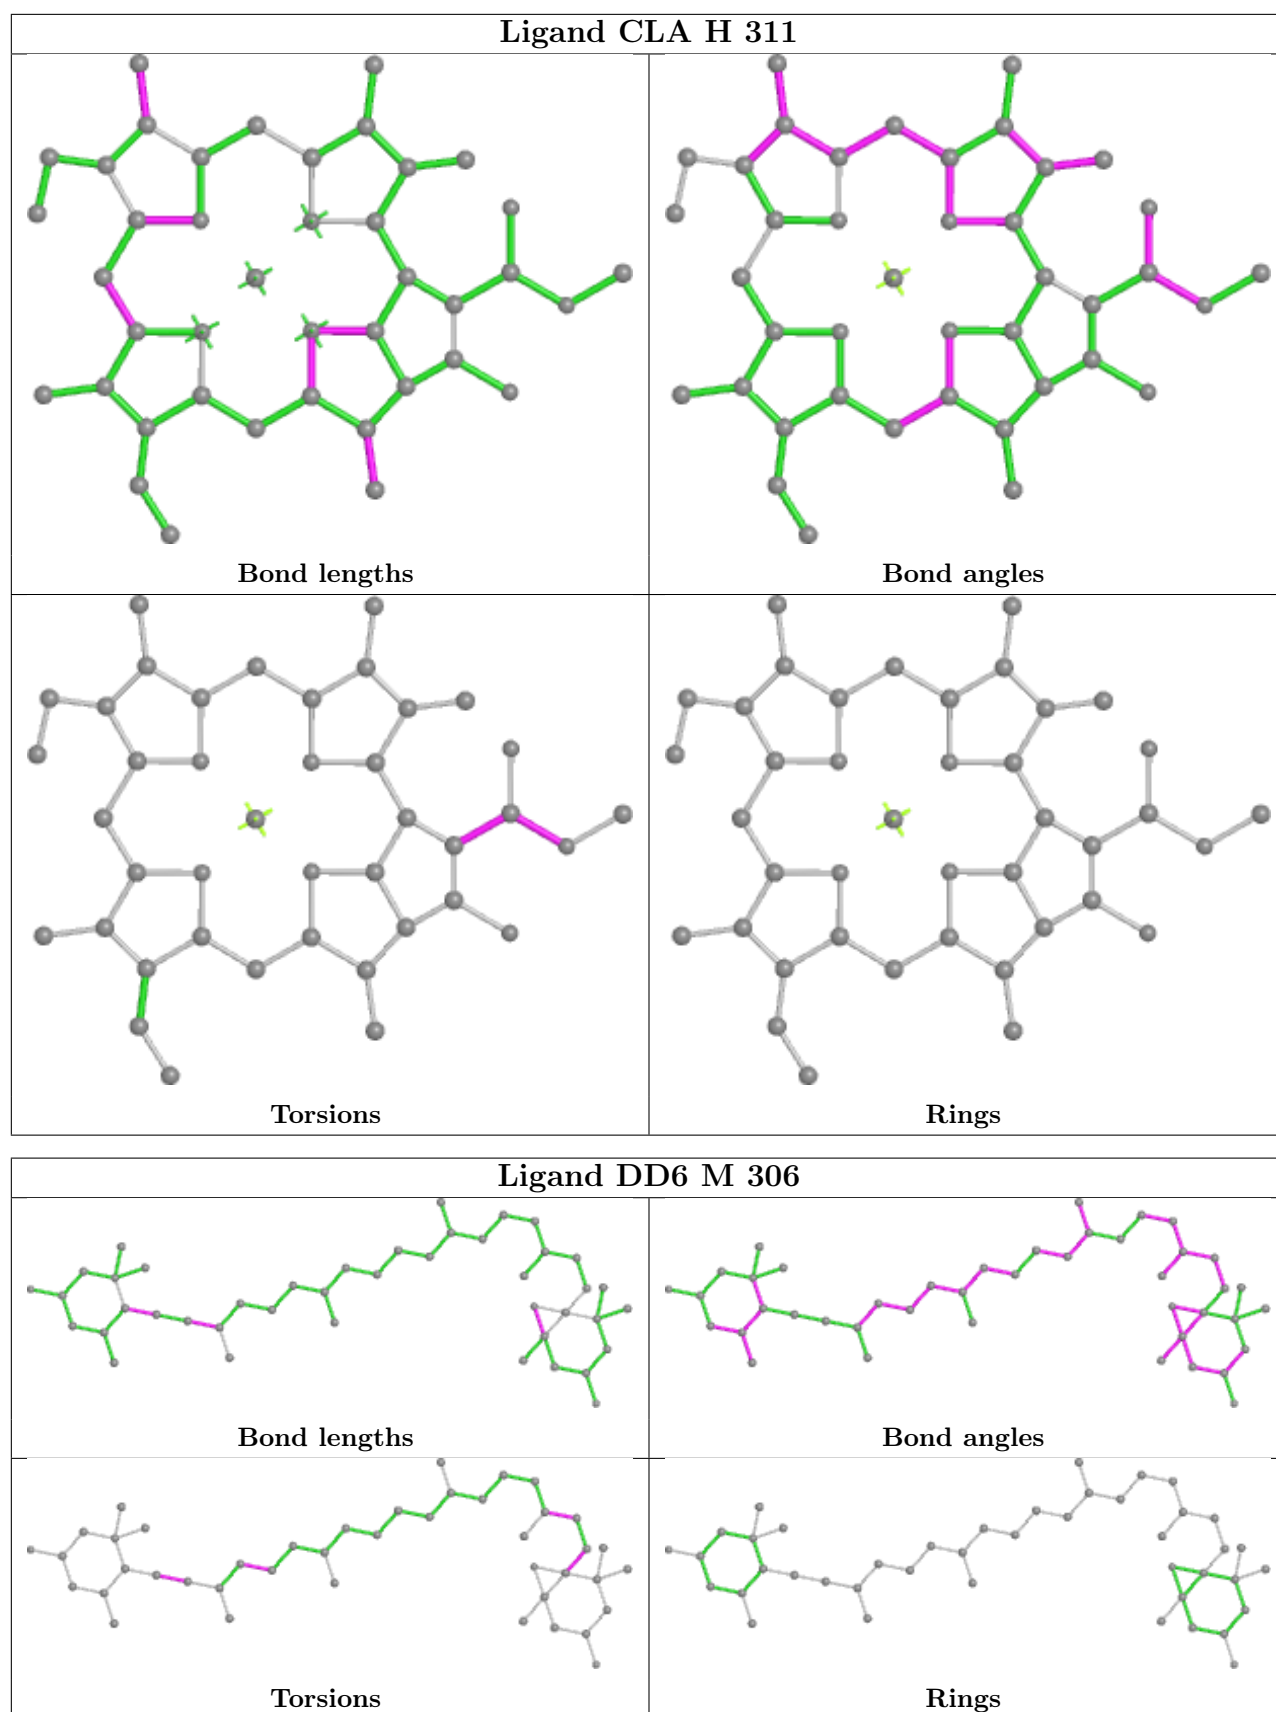 Ligand CLA H 311
Bond lengths
Bond angles
Torsions
Rings
Ligand DD6 M 306
Bond lengths
Bond angles
Torsions
Rings